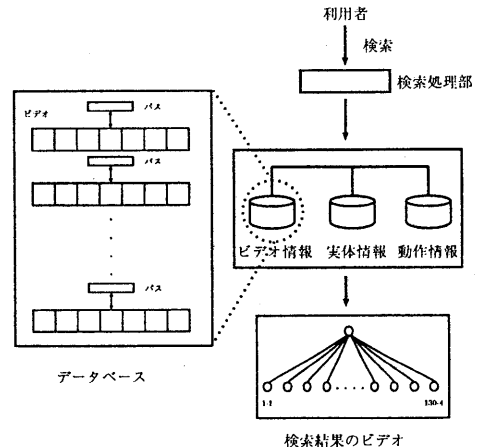 利用者
検索
検索処理部
ビデオ
パス
パス
パス
ビデオ情報 実体情報 動作情報
データベース
1-1
130-4
検索結果のビデオ